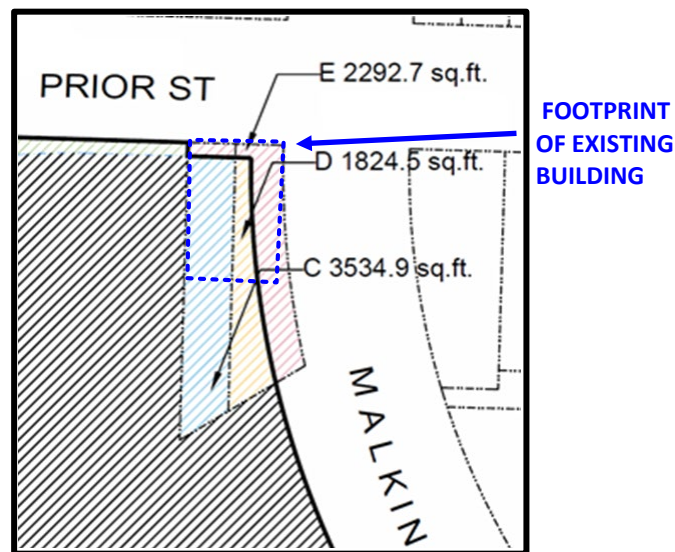 E 2292.7 sq.ft.
PRIOR ST
FOOTPRINT
OF EXISTING
BUILDING
D 1824.5 sq.ft.
C 3534.9 sq.ft.
MALKIN